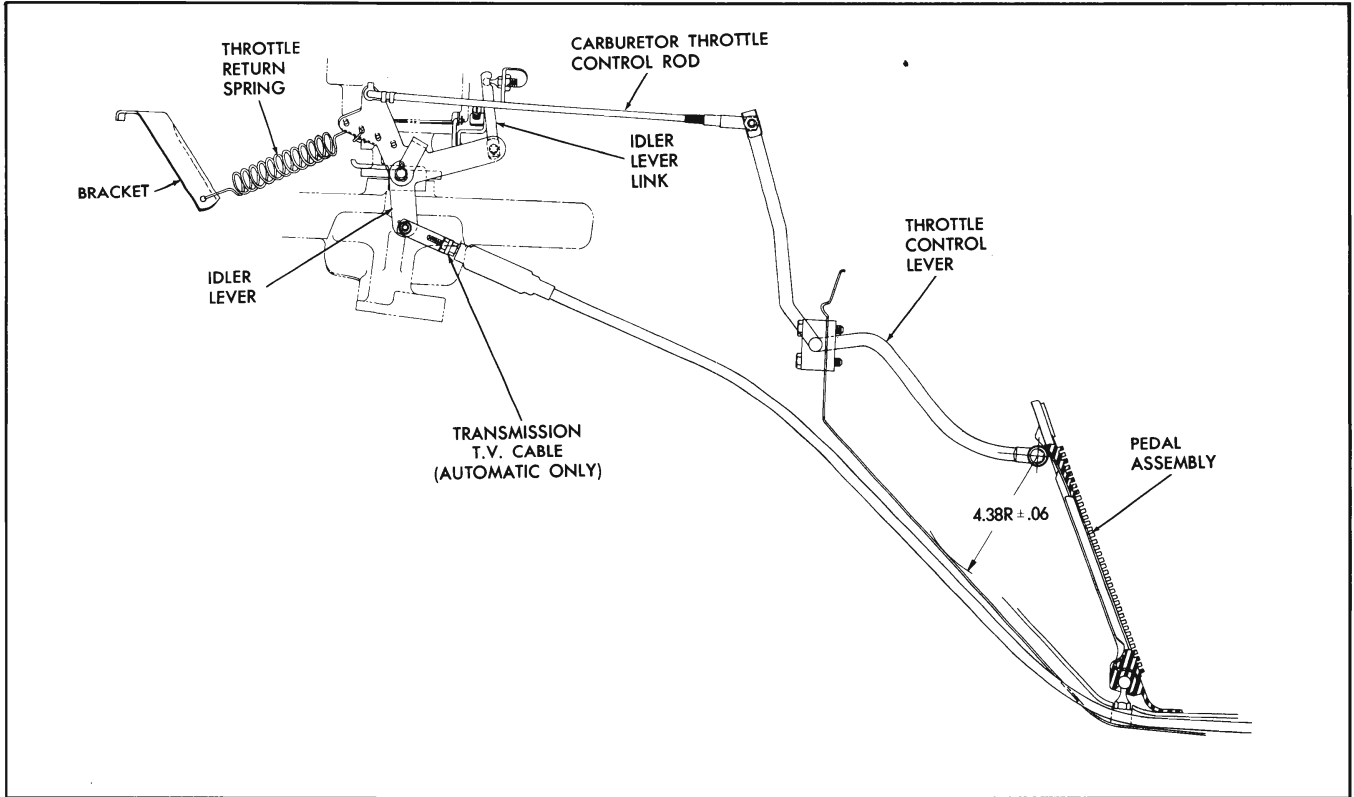 THROTTLE
RETURN
SPRING
CARBURETOR THROTTLE
CONTROL ROD
IDLER
LEVER
LINK
BRACKET
THROTTLE
CONTROL
LEVER
IDLER
LEVER
TRANSMISSION
T.V. CABLE
(AUTOMATIC ONLY)
PEDAL
ASSEMBLY
4.38R ± .06